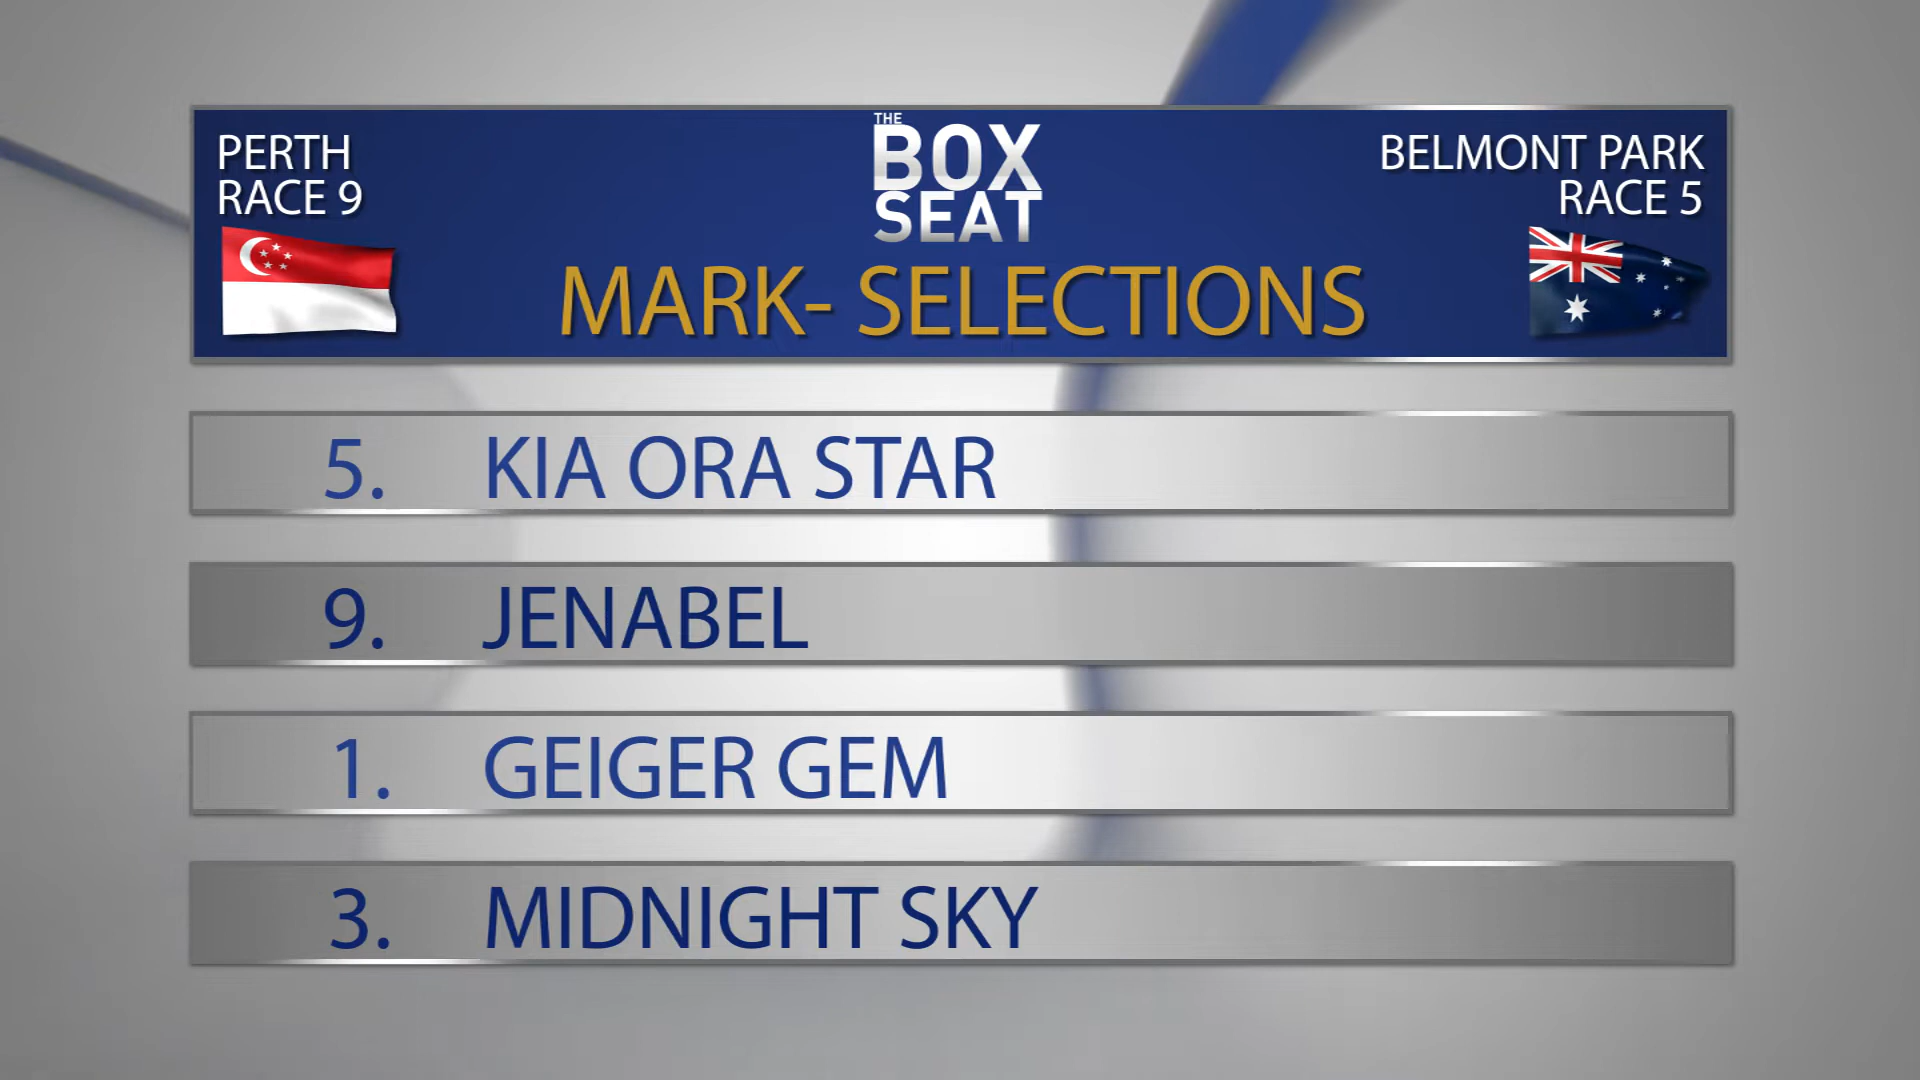 PERTH
RACE 9
THE
BOX
SEAT
BELMONT PARK
RACE 5
MARK- SELECTIONS
5. KIA ORA STAR
9. JENABEL
1. GEIGER GEM
3. MIDNIGHT SKY